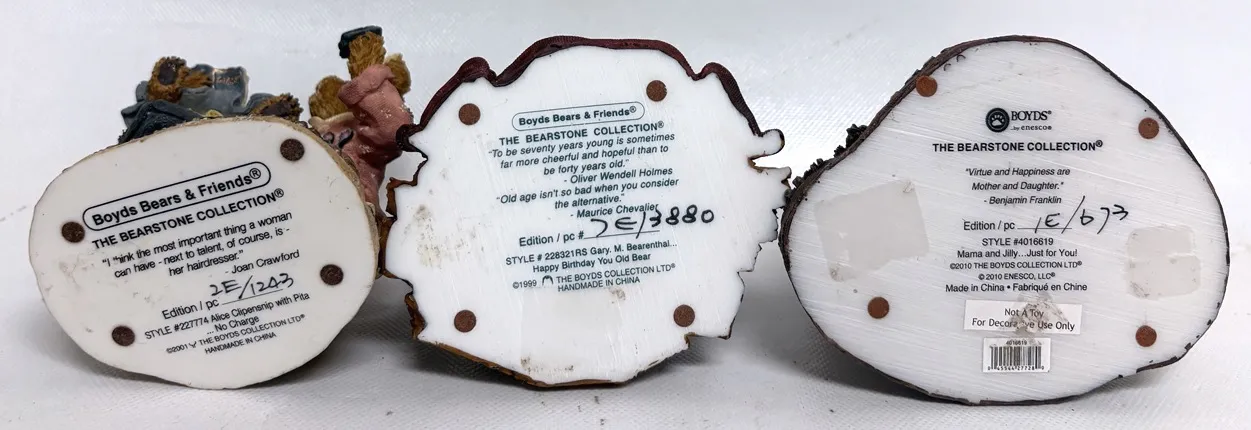 Boyds Bears & Friends®
THE BEARSTONE COLLECTION®
"I think the most important thing a woman
can have - next to talent, of course, is -
her hairdresser."
- Joan Crawford
Edition / pc 2E/1243
STYLE #227774 Alice Clipenship with Pita
... No Charge
©2001 THE BOYDS COLLECTION LTD®
HANDMADE IN CHINA
Boyds Bears & Friends®
THE BEARSTONE COLLECTION®
"To be seventy years young is sometimes
far more cheerful and hopeful than to
be forty years old."
- Oliver Wendell Holmes
"Old age isn't so bad when you consider
the alternative."
- Maurice Chevalier
Edition / pc # 7E/3880
STYLE # 228321RS Gary. M. Bearenthal...
Happy Birthday You Old Bear
©1999 THE BOYDS COLLECTION LTD®
HANDMADE IN CHINA
BOYDS®
..by enesco®
THE BEARSTONE COLLECTION®
"Virtue and Happiness are
Mother and Daughter."
- Benjamin Franklin
Edition / pc 1E/673
STYLE #4016619
Mama and Jilly...Just for You!
©2010 THE BOYDS COLLECTION LTD®
© 2010 ENESCO, LLC®
Made in China • Fabriqué en Chine
Not A Toy
For Decorative Use Only
4016619